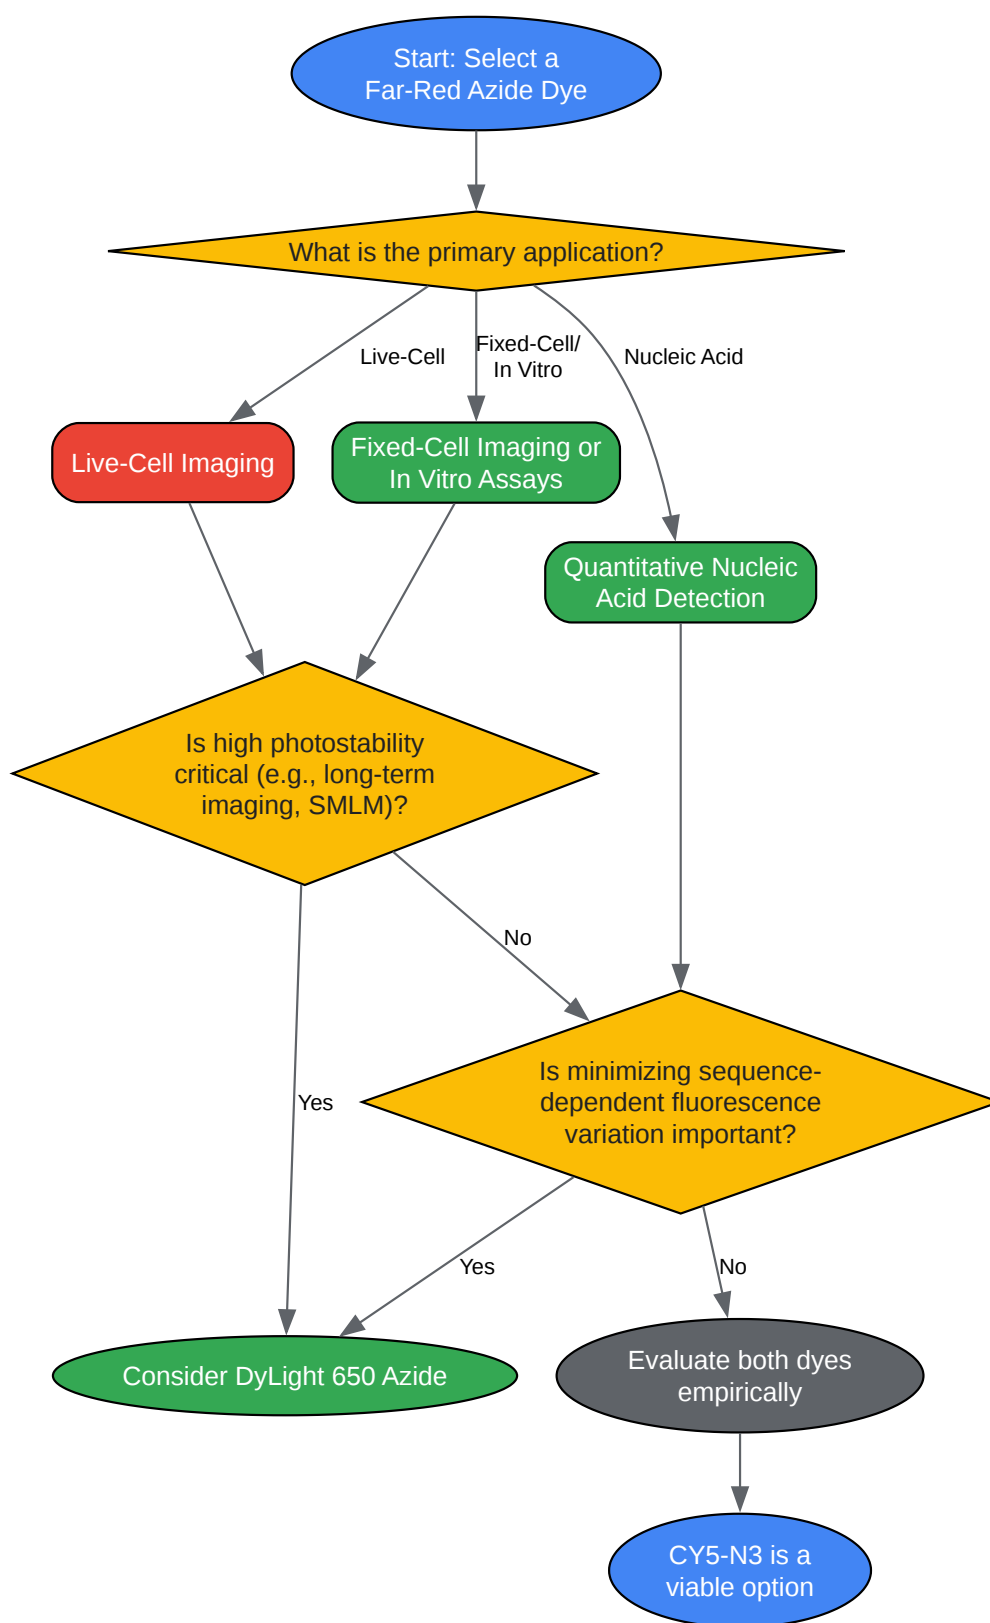 Start: Select a
Far-Red Azide Dye
What is the primary application?
Live-Cell
Fixed-Cell/
In Vitro
Nucleic Acid
Live-Cell Imaging
Fixed-Cell Imaging or
In Vitro Assays
Quantitative Nucleic
Acid Detection
Is high photostability
critical (e.g., long-term
imaging, SMLM)?
No
Is minimizing sequence-
dependent fluorescence
variation important?
Yes
Yes
No
Consider DyLight 650 Azide
Evaluate both dyes
empirically
CY5-N3 is a
viable option